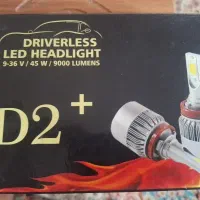 DRIVERLESS
LED HEADLIGHT
9-36 V / 45 W / 9000 LUMENS
D2+